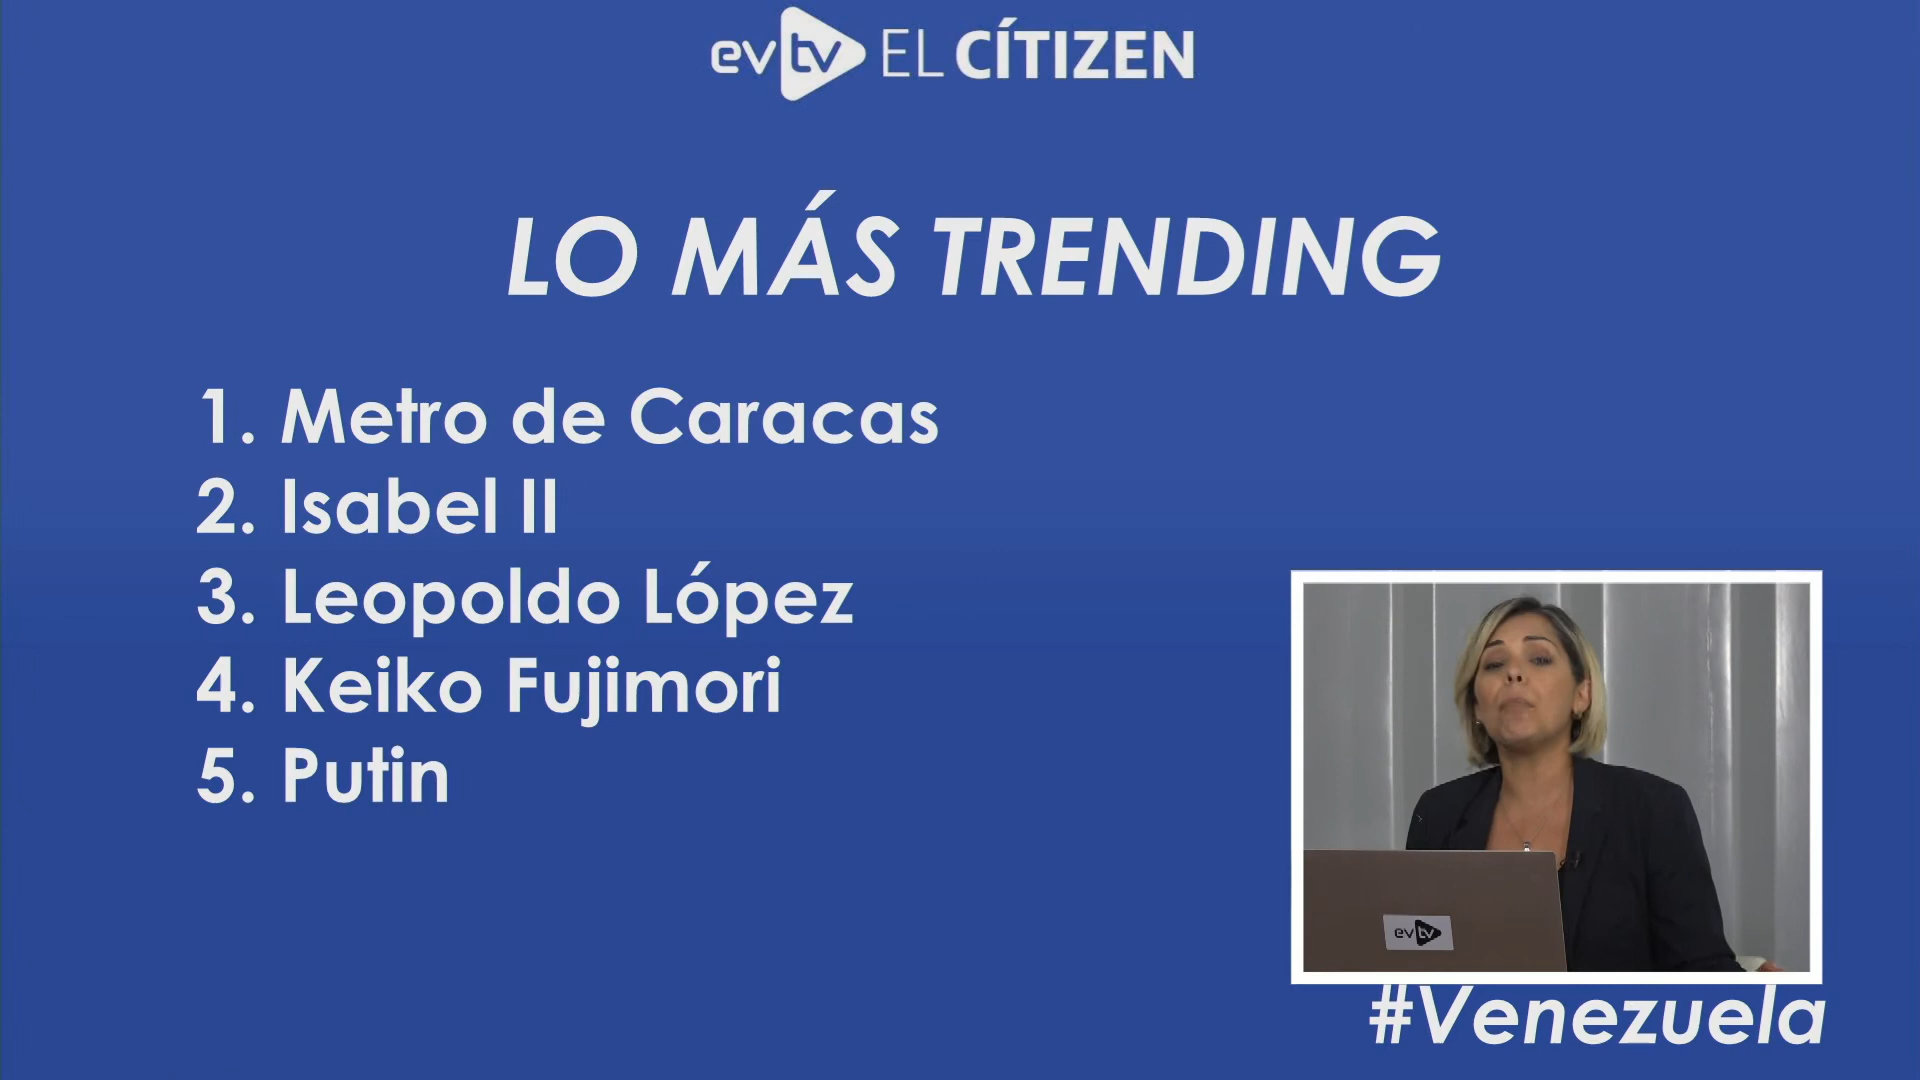 evtv EL CÍTIZEN
LO MÁS TRENDING
1. Metro de Caracas
2. Isabel II
3. Leopoldo López
4. Keiko Fujimori
5. Putin
evtv
#Venezuela